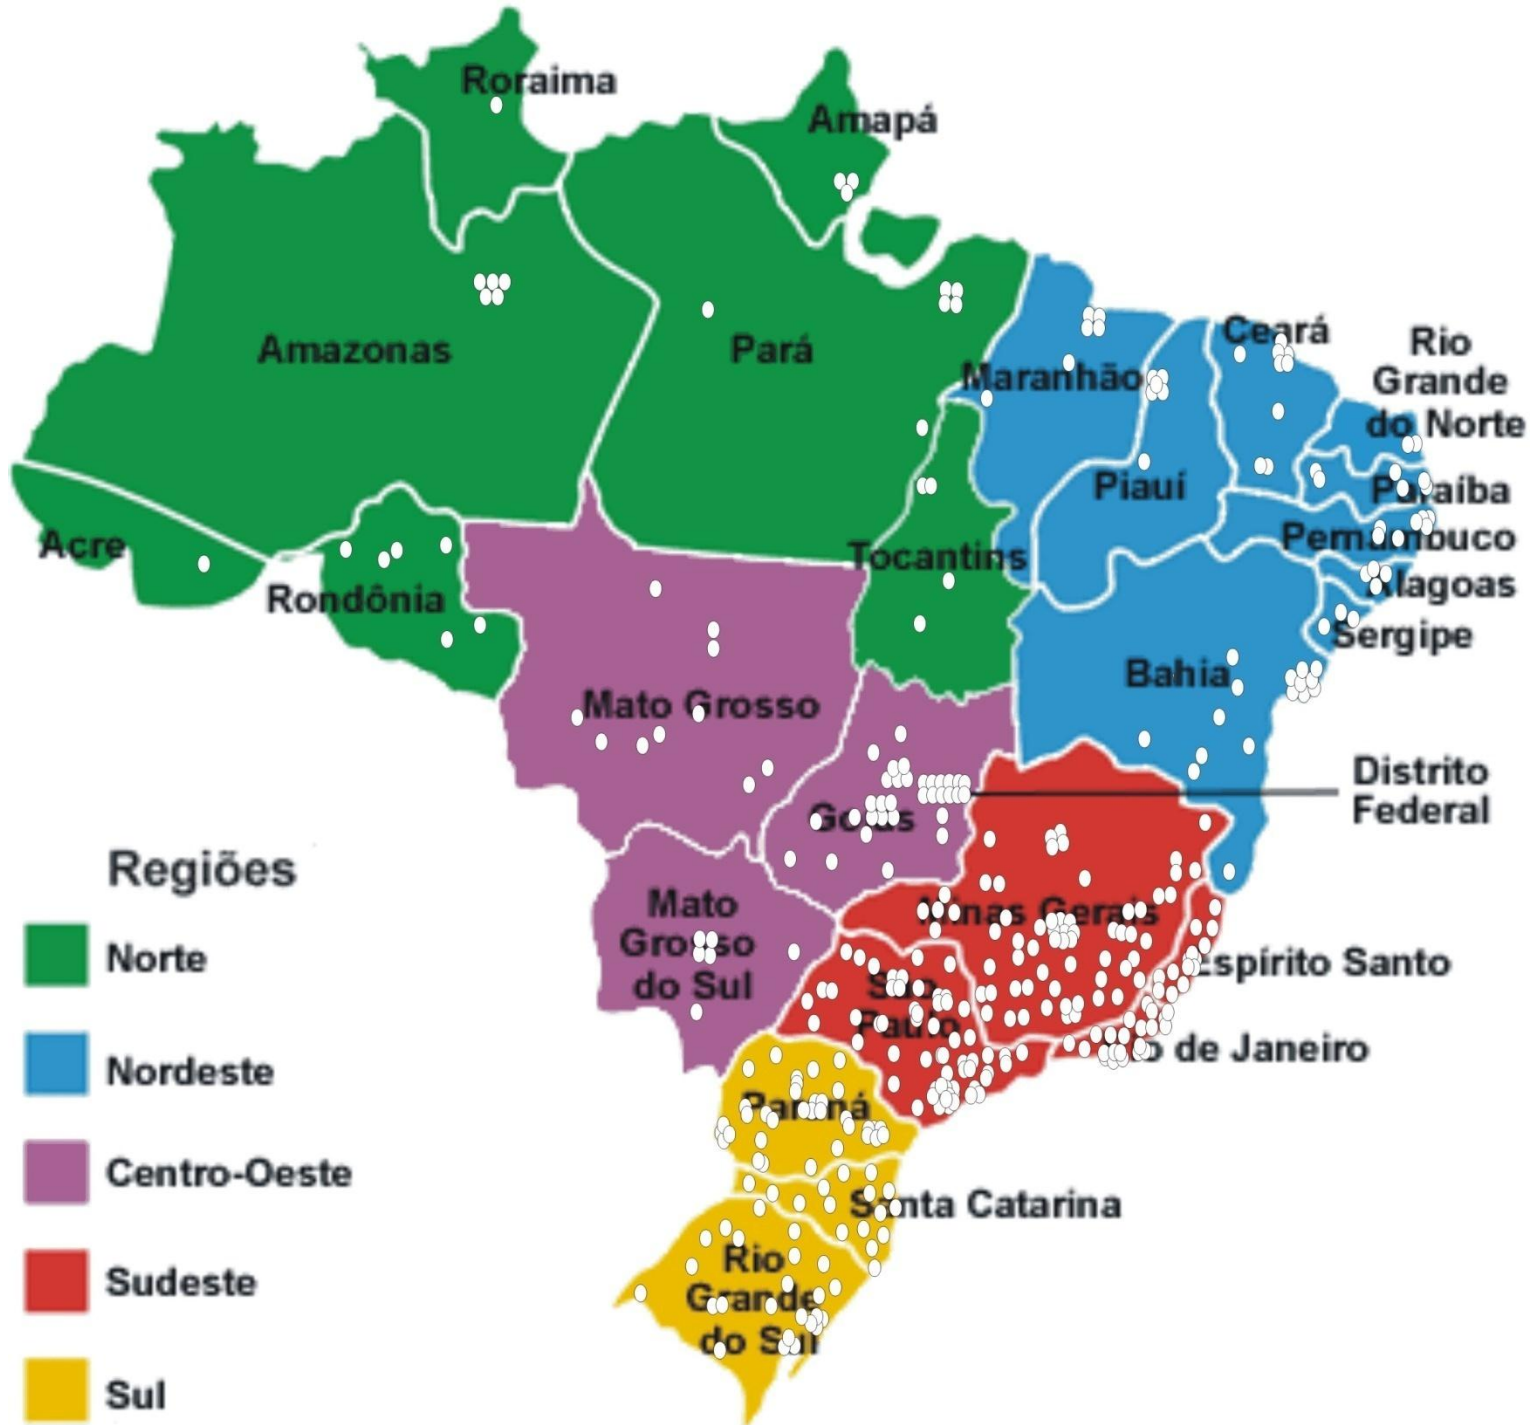 Roraima
Amapá
Amazonas
Pará
Maranhão
Ceará
Rio
Grande
do Norte
Piauí
Paraíba
Pernambuco
Acre
Rondônia
Tocantins
Alagoas
Sergipe
Mato Grosso
Bahia
Distrito
Federal
Goiás
Regiões
Mato
Grosso
do Sul
Minas Gerais
Espírito Santo
São
Paulo
Rio de Janeiro
Paraná
Santa Catarina
Rio
Grande
do Sul
Norte
Nordeste
Centro-Oeste
Sudeste
Sul